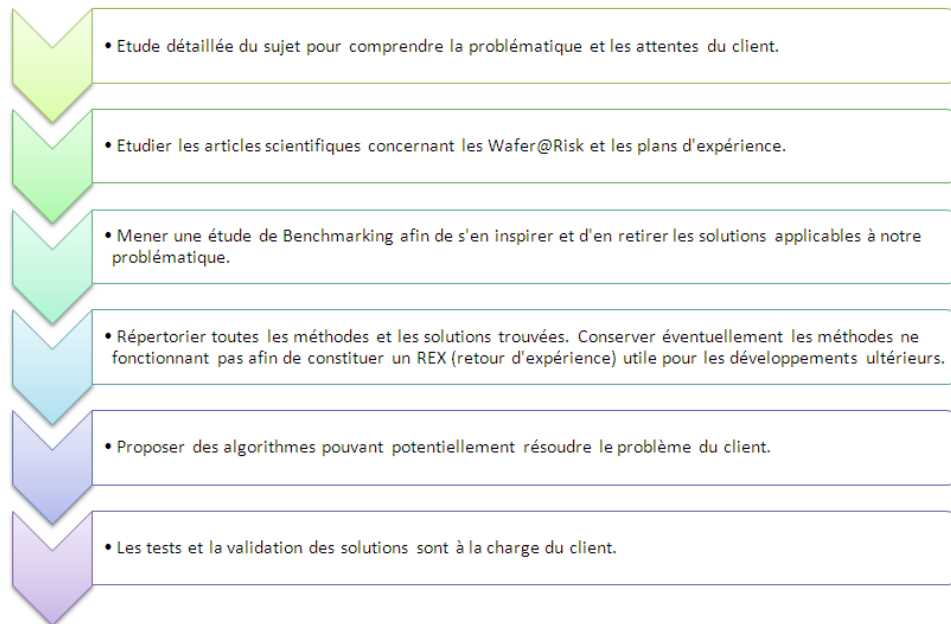 • Etude détaillée du sujet pour comprendre la problématique et les attentes du client.
• Etudier les articles scientifiques concernant les Wafer@Risk et les plans d'expérience.
• Mener une étude de Benchmarking afin de s'en inspirer et d'en retirer les solutions applicables à notre
problématique.
• Répertorier toutes les méthodes et les solutions trouvées. Conserver éventuellement les méthodes ne
fonctionnant pas afin de constituer un REX (retour d'expérience) utile pour les développements ultérieurs.
• Proposer des algorithmes pouvant potentiellement résoudre le problème du client.
• Les tests et la validation des solutions sont à la charge du client.